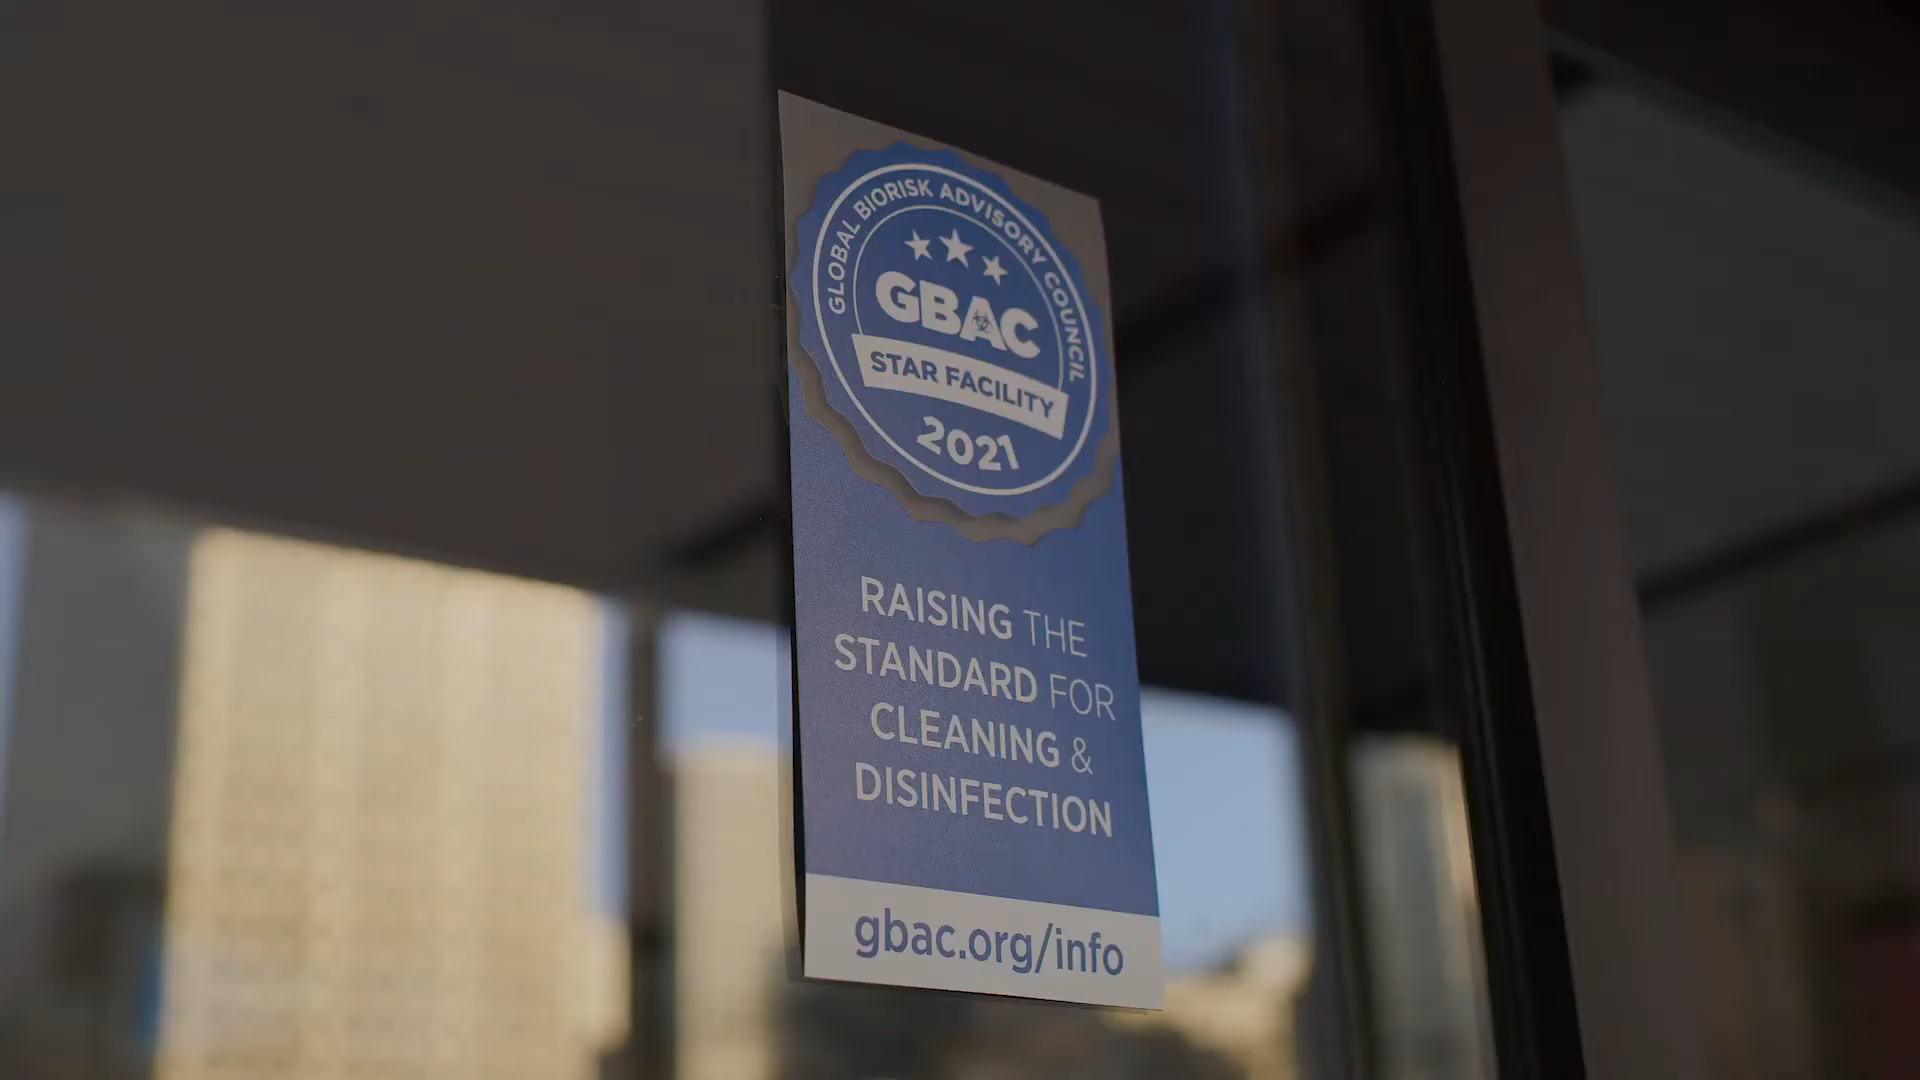 GLOBAL BIORISK ADVISORY COUNCIL
GBAC
STAR FACILITY
2021
RAISING THE
STANDARD FOR
CLEANING &
DISINFECTION
gbac.org/info